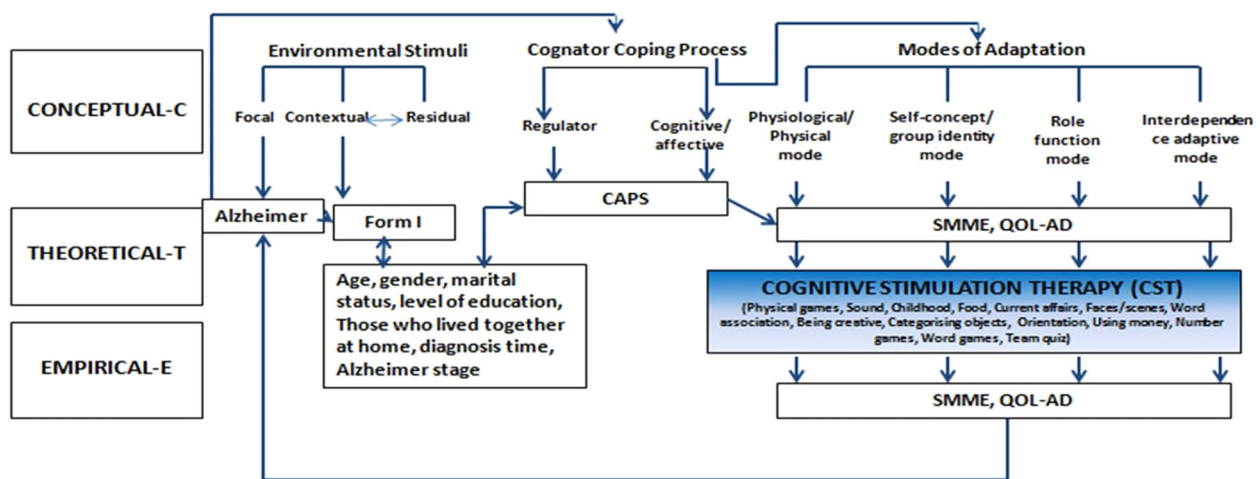 CONCEPTUAL-C
THEORETICAL-T
EMPIRICAL-E
Environmental Stimuli
Focal
Contextual
Residual
Alzheimer
Form I
Age, gender, marital
status, level of education,
Those who lived together
at home, diagnosis time,
Alzheimer stage
Cognator Coping Process
Regulator
Cognitive/
affective
CAPS
Modes of Adaptation
Physiological/
Physical
mode
Self-concept/
group identity
mode
Role
function
mode
Interdependen
ce adaptive
mode
SMME, QOL-AD
COGNITIVE STIMULATION THERAPY (CST)
(Physical games, Sound, Childhood, Food, Current affairs, Faces/scenes, Word
association, Being creative, Categorising objects, Orientation, Using money, Number
games, Word games, Team quiz)
SMME, QOL-AD